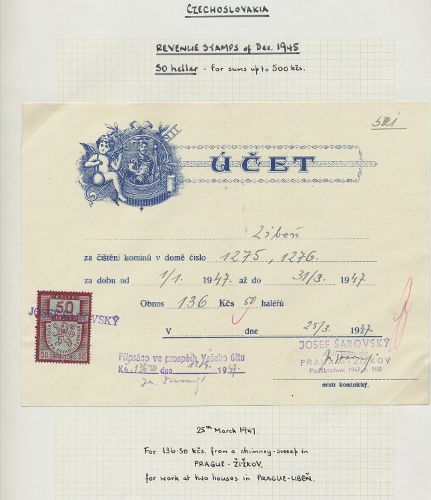 CZECHOSLOVAKIA
REVENUE STAMPS of Dec. 1945
50 heller - For sums up to 500 Kčs.
ÚČET
Libeň
za čištění komínů v domě číslo 1275, 1276.
za dobu od 1/1. 1947. až do 31/3. 1947
Obnos 136 Kčs 50 haléřů
V dne 25/3. 1947.
50
JOSEF ŠAROVSKÝ
PRAHA - ŽIŽKOV
mistr kominický.
Připsáno ve prospěch Vašeho účtu
Kčs 136.50 dne 1947.
25th March 1947.
For 136.50 Kčs. from a chimney-sweep in
PRAGUE - ŽIŽKOV,
for work at two houses in PRAGUE-LIBEŇ.